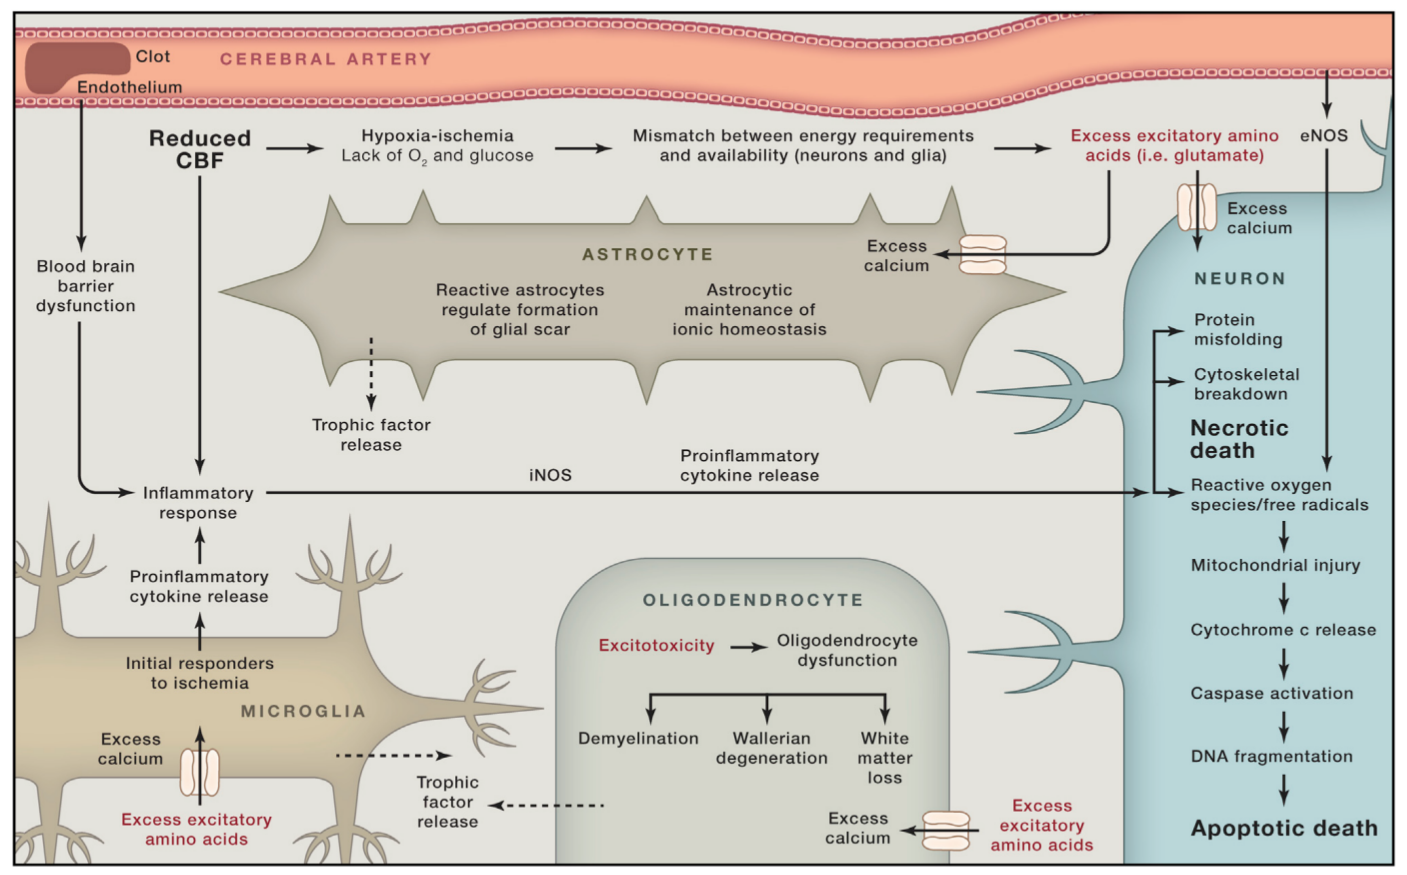 Clot
CEREBRAL ARTERY
Endothelium
Reduced
CBF
Hypoxia-ischemia
Lack of O2 and glucose
Mismatch between energy requirements
and availability (neurons and glia)
Excess excitatory amino
acids (i.e. glutamate)
eNOS
Excess
calcium
Blood brain
barrier
dysfunction
ASTROCYTE
Excess
calcium
Reactive astrocytes
regulate formation
of glial scar
Astrocytic
maintenance of
ionic homeostasis
Trophic factor
release
NEURON
Protein
misfolding
Cytoskeletal
breakdown
Necrotic
death
Inflammatory
response
iNOS
Proinflammatory
cytokine release
Reactive oxygen
species/free radicals
Mitochondrial injury
Cytochrome c release
Caspase activation
DNA fragmentation
Apoptotic death
Proinflammatory
cytokine release
Initial responders
to ischemia
MICROGLIA
Excess
calcium
Excess excitatory
amino acids
Trophic
factor
release
OLIGODENDROCYTE
Excitotoxicity
Oligodendrocyte
dysfunction
Demyelination
Wallerian
degeneration
White
matter
loss
Excess
calcium
Excess
excitatory
amino acids